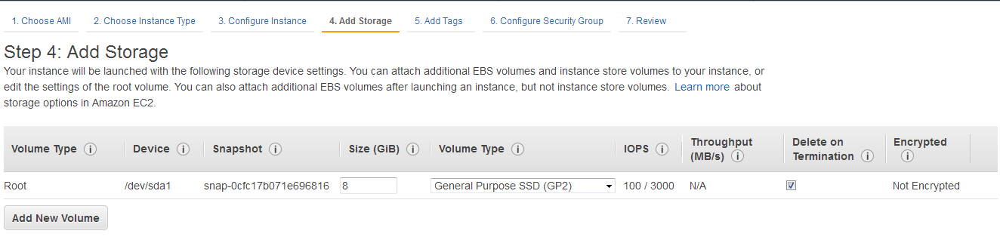 1. Choose AMI 2. Choose Instance Type 3. Configure Instance 4. Add Storage 5. Add Tags 6. Configure Security Group 7. Review
Step 4: Add Storage
Your instance will be launched with the following storage device settings. You can attach additional EBS volumes and instance store volumes to your instance, or
edit the settings of the root volume. You can also attach additional EBS volumes after launching an instance, but not instance store volumes. Learn more about
storage options in Amazon EC2.
Volume Type i Device i Snapshot i Size (GiB) i Volume Type i IOPS i Throughput (MB/s) i Delete on Termination i Encrypted i
Root /dev/sda1 snap-0cfc17b071e696816 8 General Purpose SSD (GP2) 100 / 3000 N/A Not Encrypted
Add New Volume